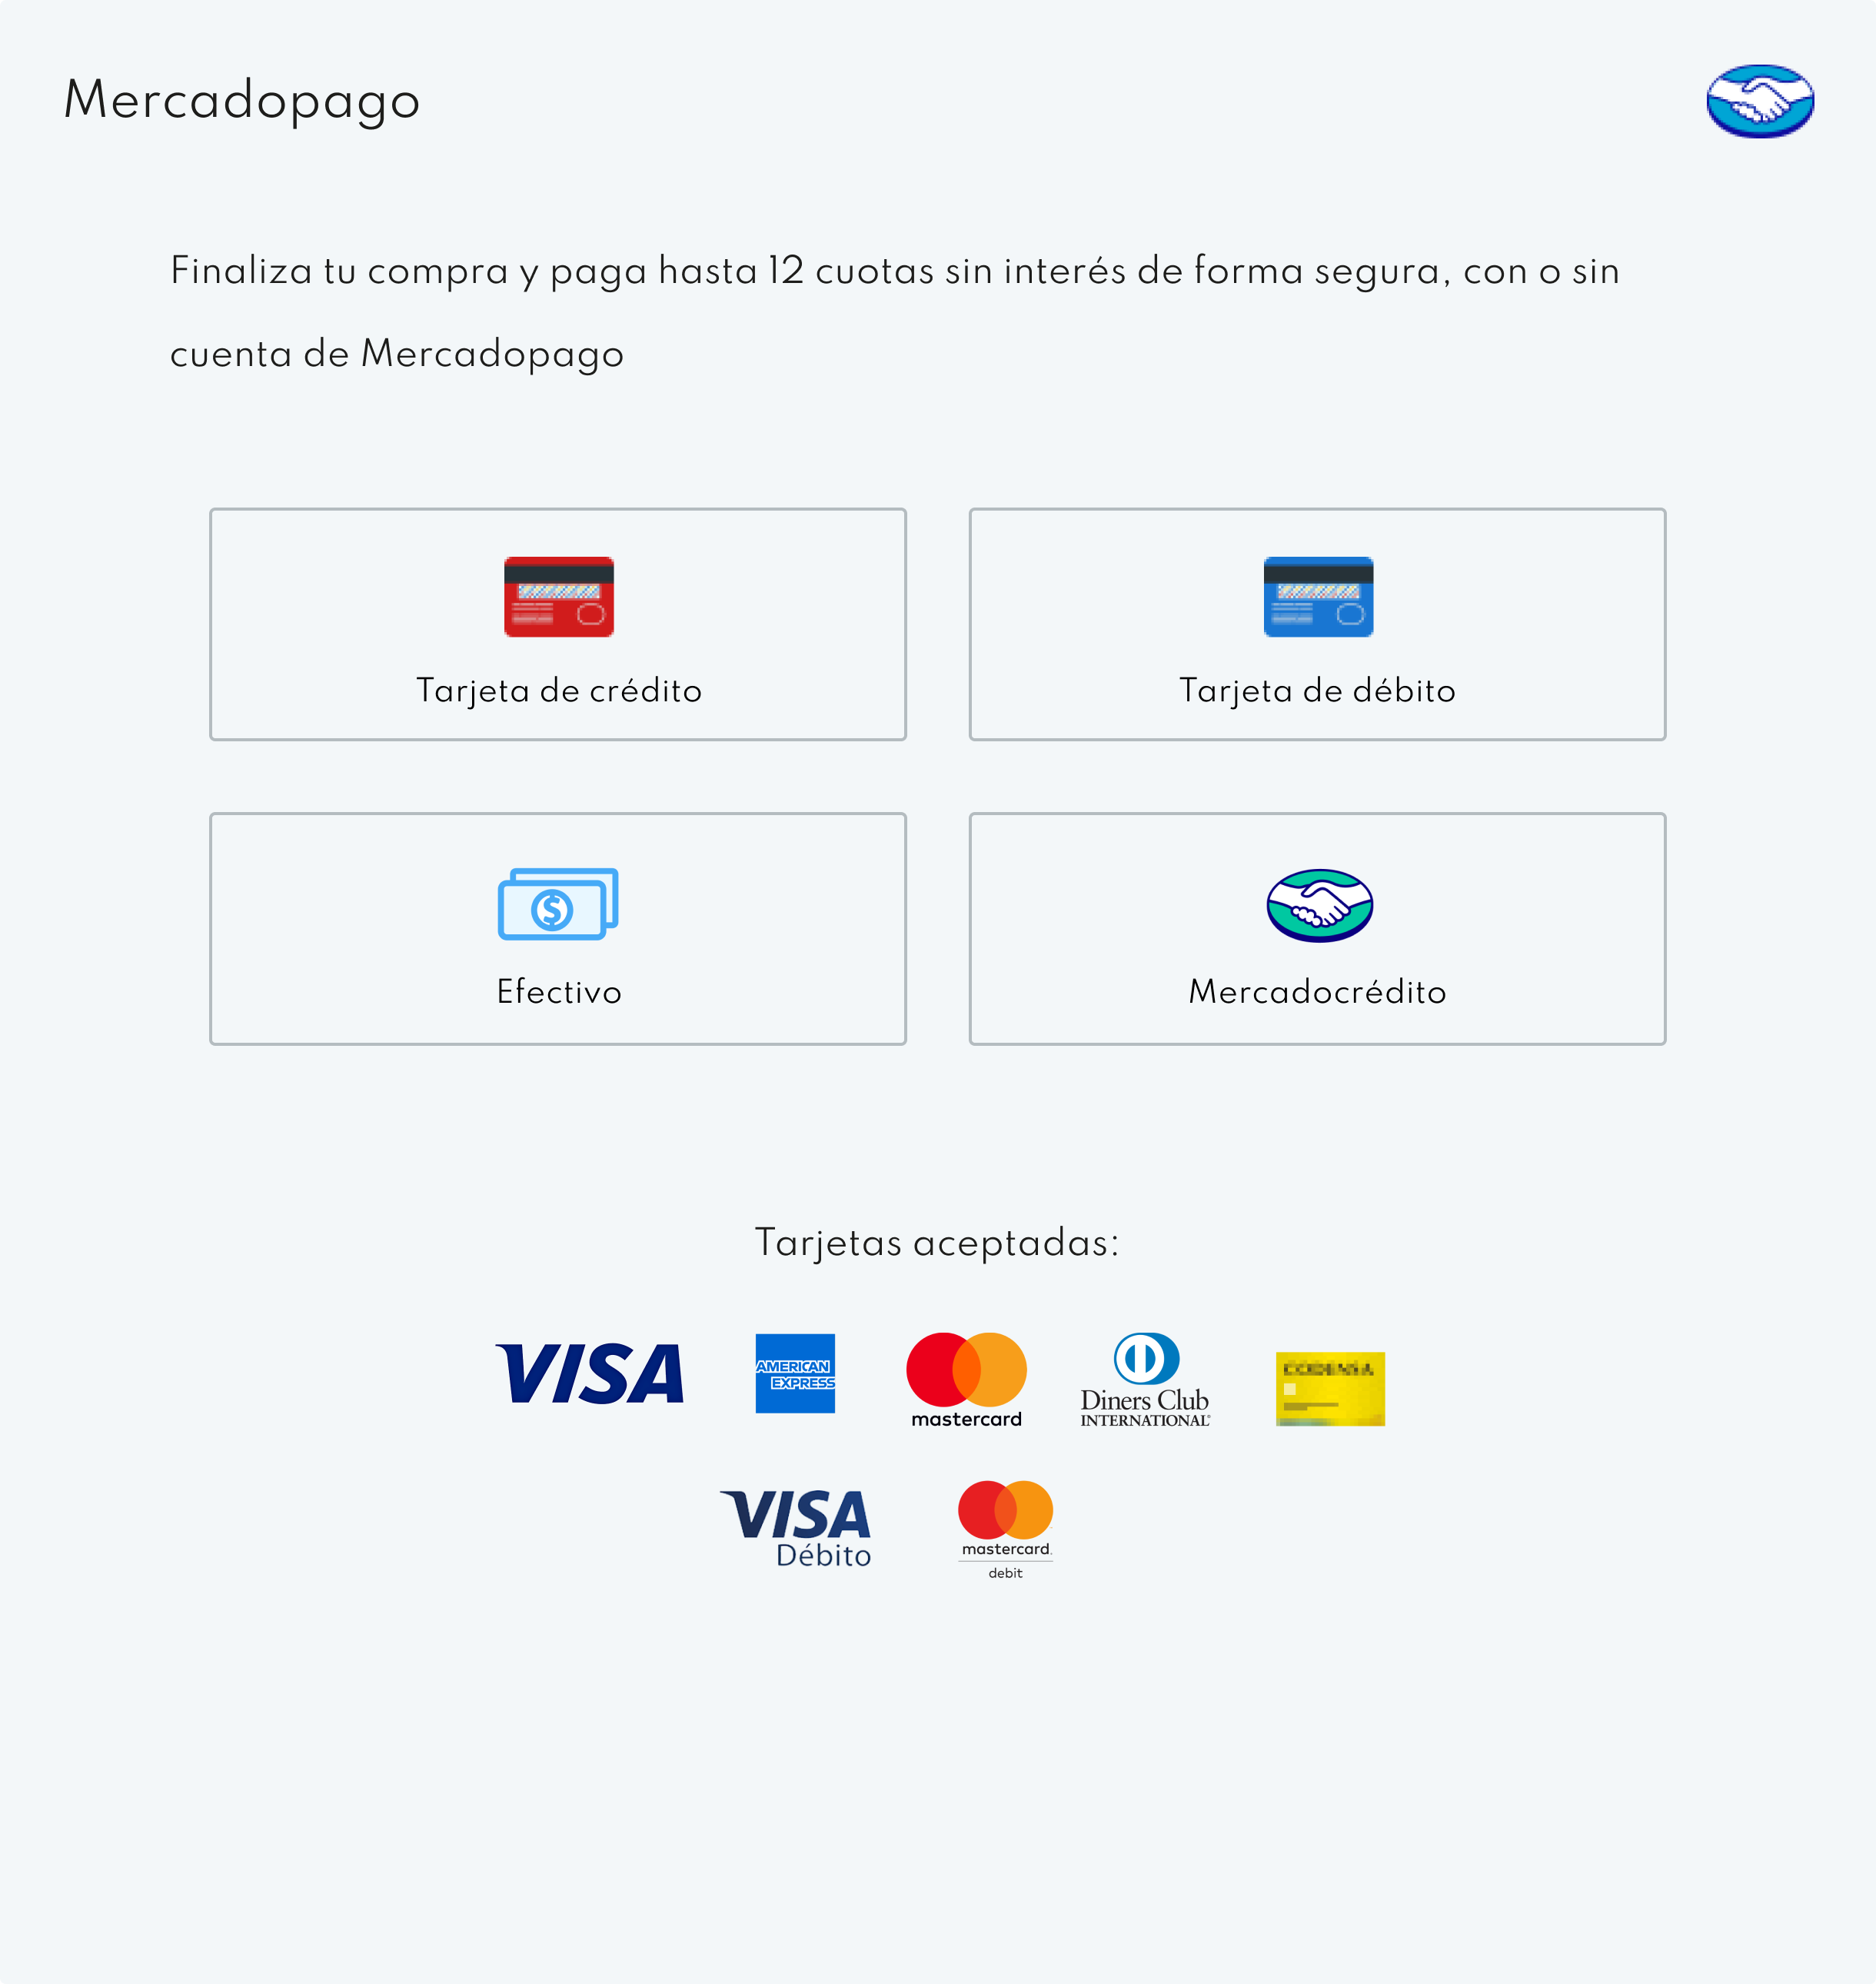 Mercadopago
Finaliza tu compra y paga hasta 12 cuotas sin interés de forma segura, con o sin
cuenta de Mercadopago
Tarjeta de crédito
Tarjeta de débito
Efectivo
Mercadocrédito
Tarjetas aceptadas:
VISA
AMERICAN
EXPRESS
mastercard
Diners Club
INTERNATIONAL®
VISA
Débito
mastercard.
debit